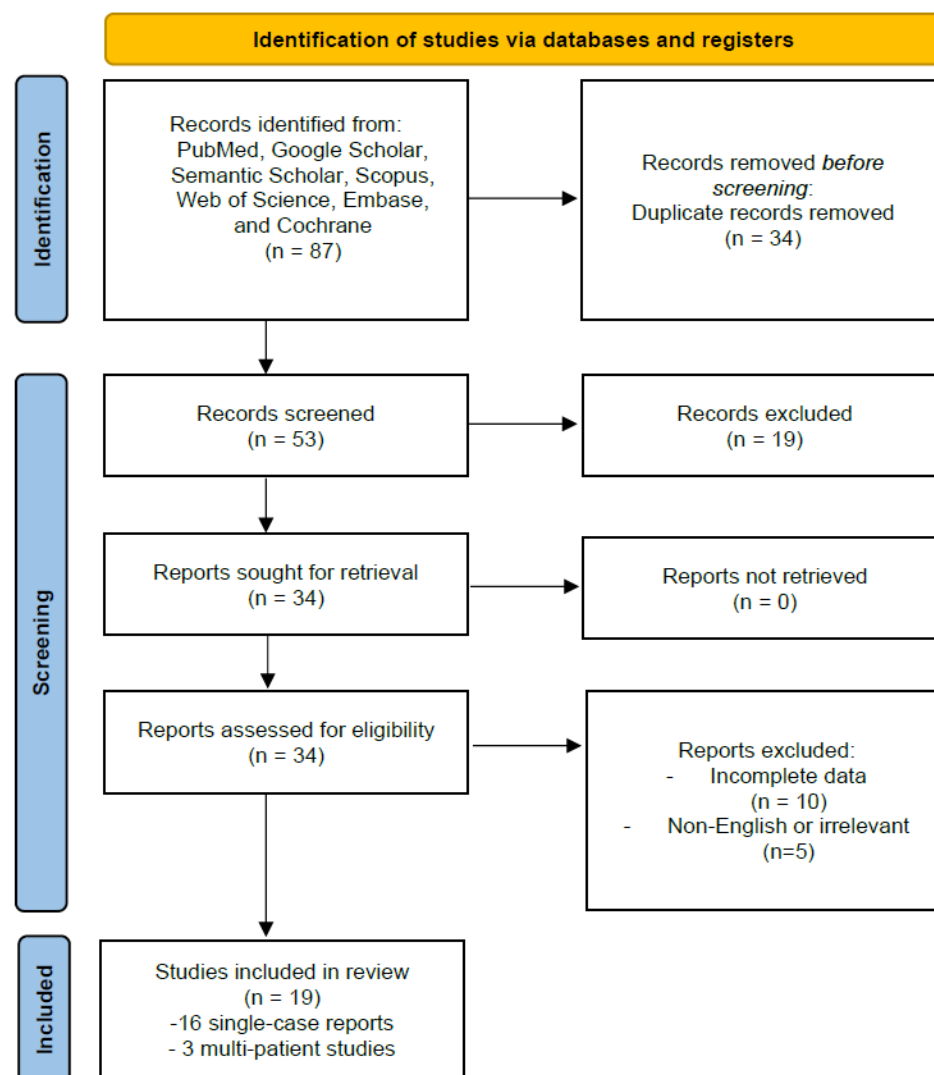 Identification of studies via databases and registers
Identification
Records identified from:
PubMed, Google Scholar,
Semantic Scholar, Scopus,
Web of Science, Embase,
and Cochrane
(n = 87)
Records removed before
screening:
Duplicate records removed
(n = 34)
Screening
Records screened
(n = 53)
Records excluded
(n = 19)
Reports sought for retrieval
(n = 34)
Reports not retrieved
(n = 0)
Reports assessed for eligibility
(n = 34)
Reports excluded:
- Incomplete data
(n = 10)
- Non-English or irrelevant
(n=5)
Included
Studies included in review
(n = 19)
-16 single-case reports
- 3 multi-patient studies